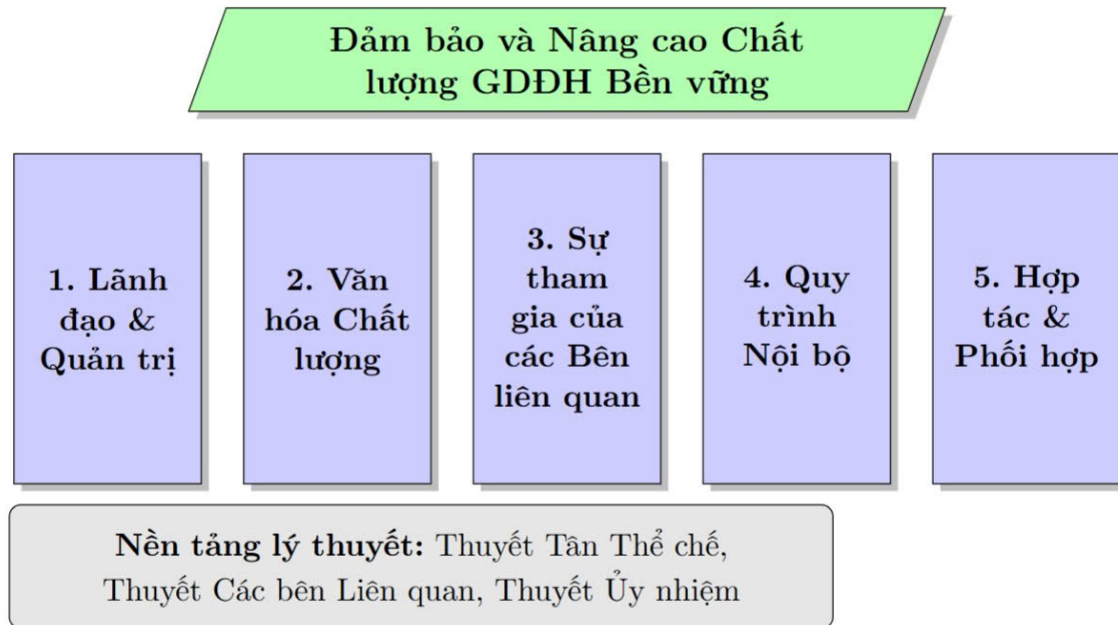 Đảm bảo và Nâng cao Chất
lượng GDĐH Bền vững
1. Lãnh
đạo &
Quản trị
2. Văn
hóa Chất
lượng
3. Sự
tham
gia của
các Bên
liên quan
4. Quy
trình
Nội bộ
5. Hợp
tác &
Phối hợp
Nền tảng lý thuyết: Thuyết Tân Thể chế,
Thuyết Các bên Liên quan, Thuyết Ủy nhiệm